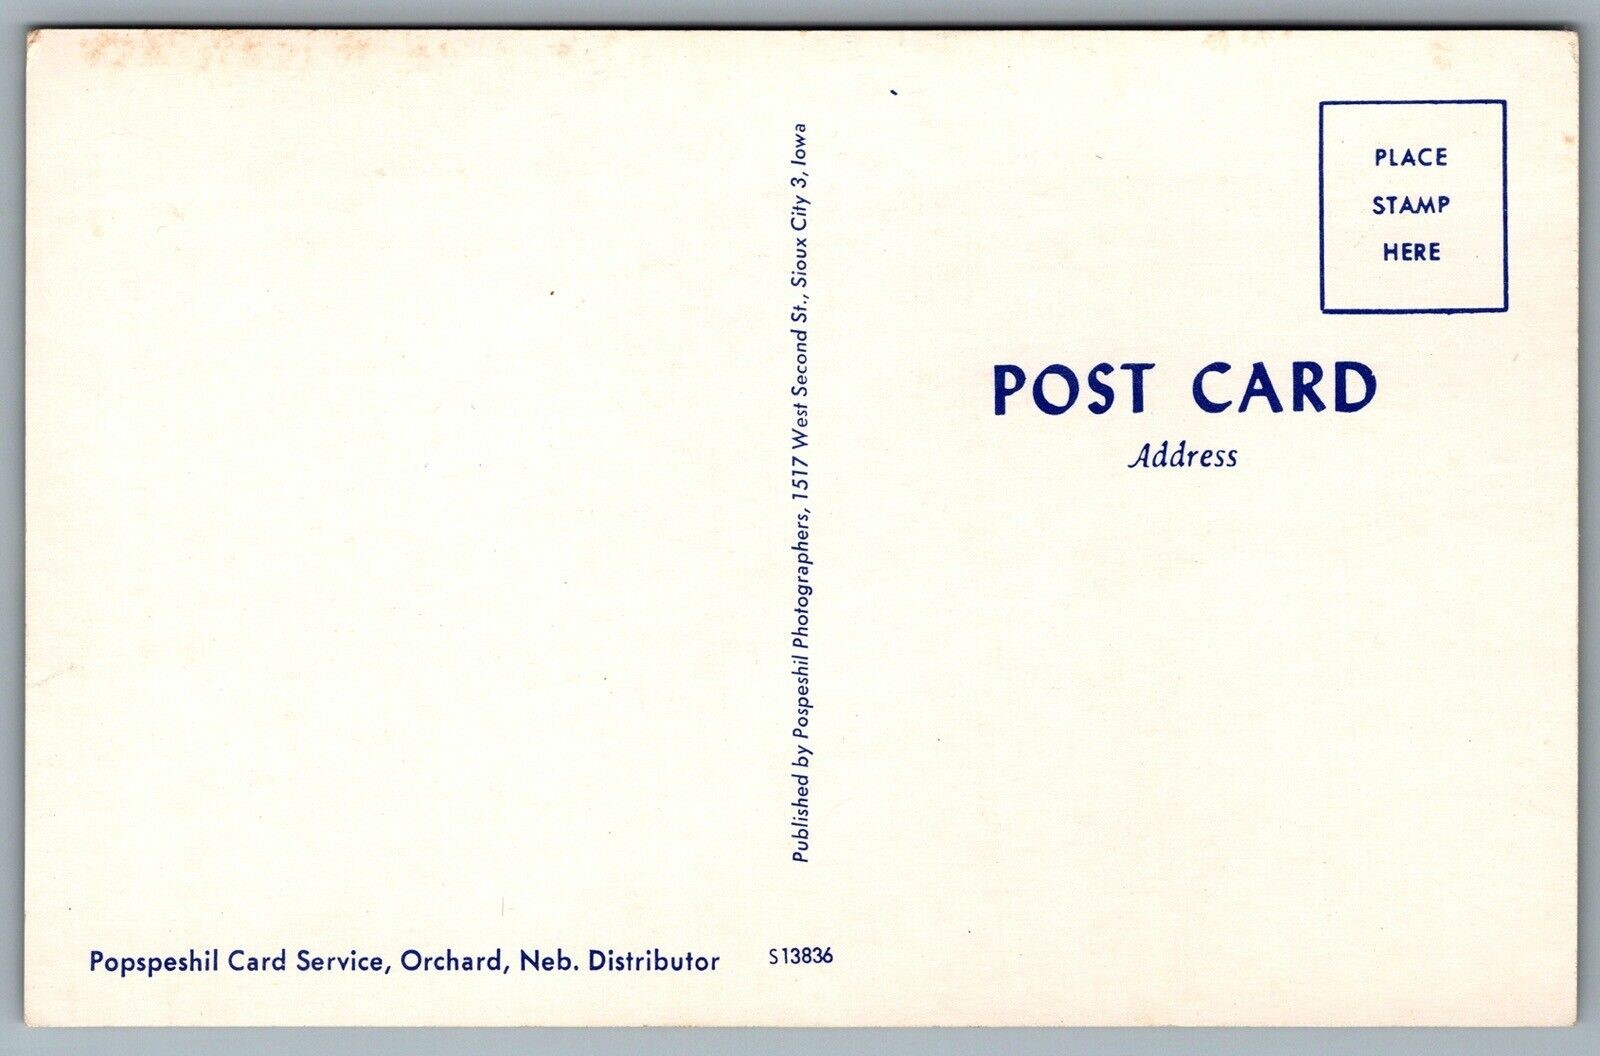 PLACE
STAMP
HERE
POST CARD
Address
Published by Pospeshil Photographers, 1517 West Second St., Sioux City 3, Iowa
Popspeshil Card Service, Orchard, Neb. Distributor
S13836